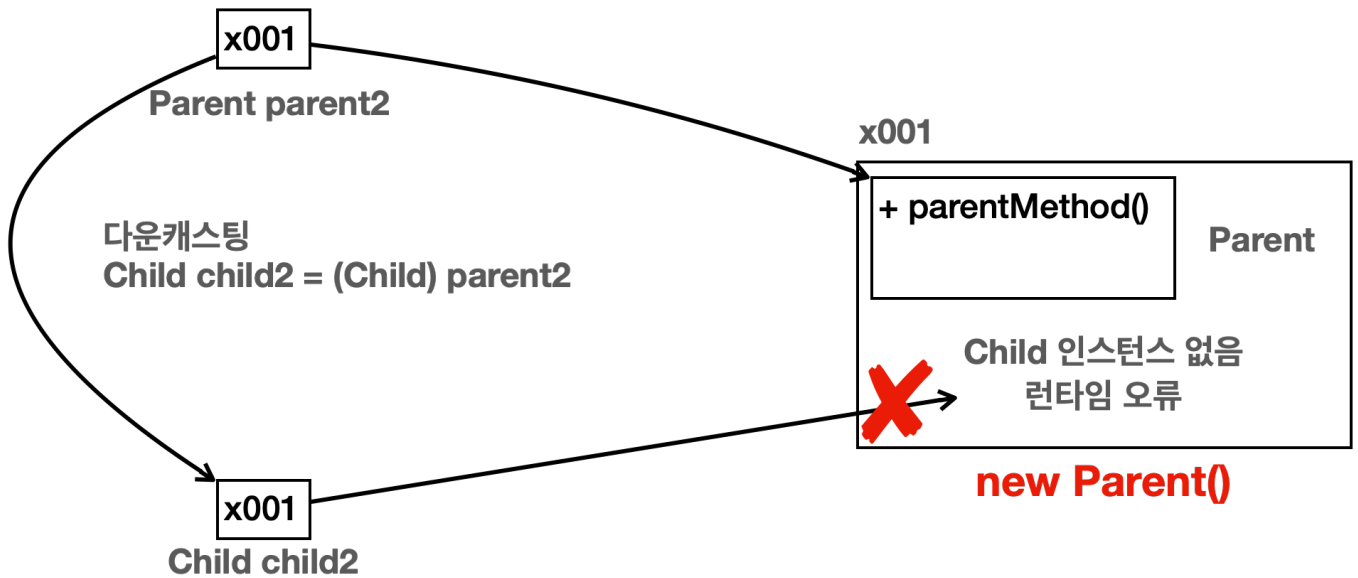 x001
Parent parent2
x001
+ parentMethod()
Parent
다운캐스팅
Child child2 = (Child) parent2
Child 인스턴스 없음
런타임 오류
new Parent()
x001
Child child2